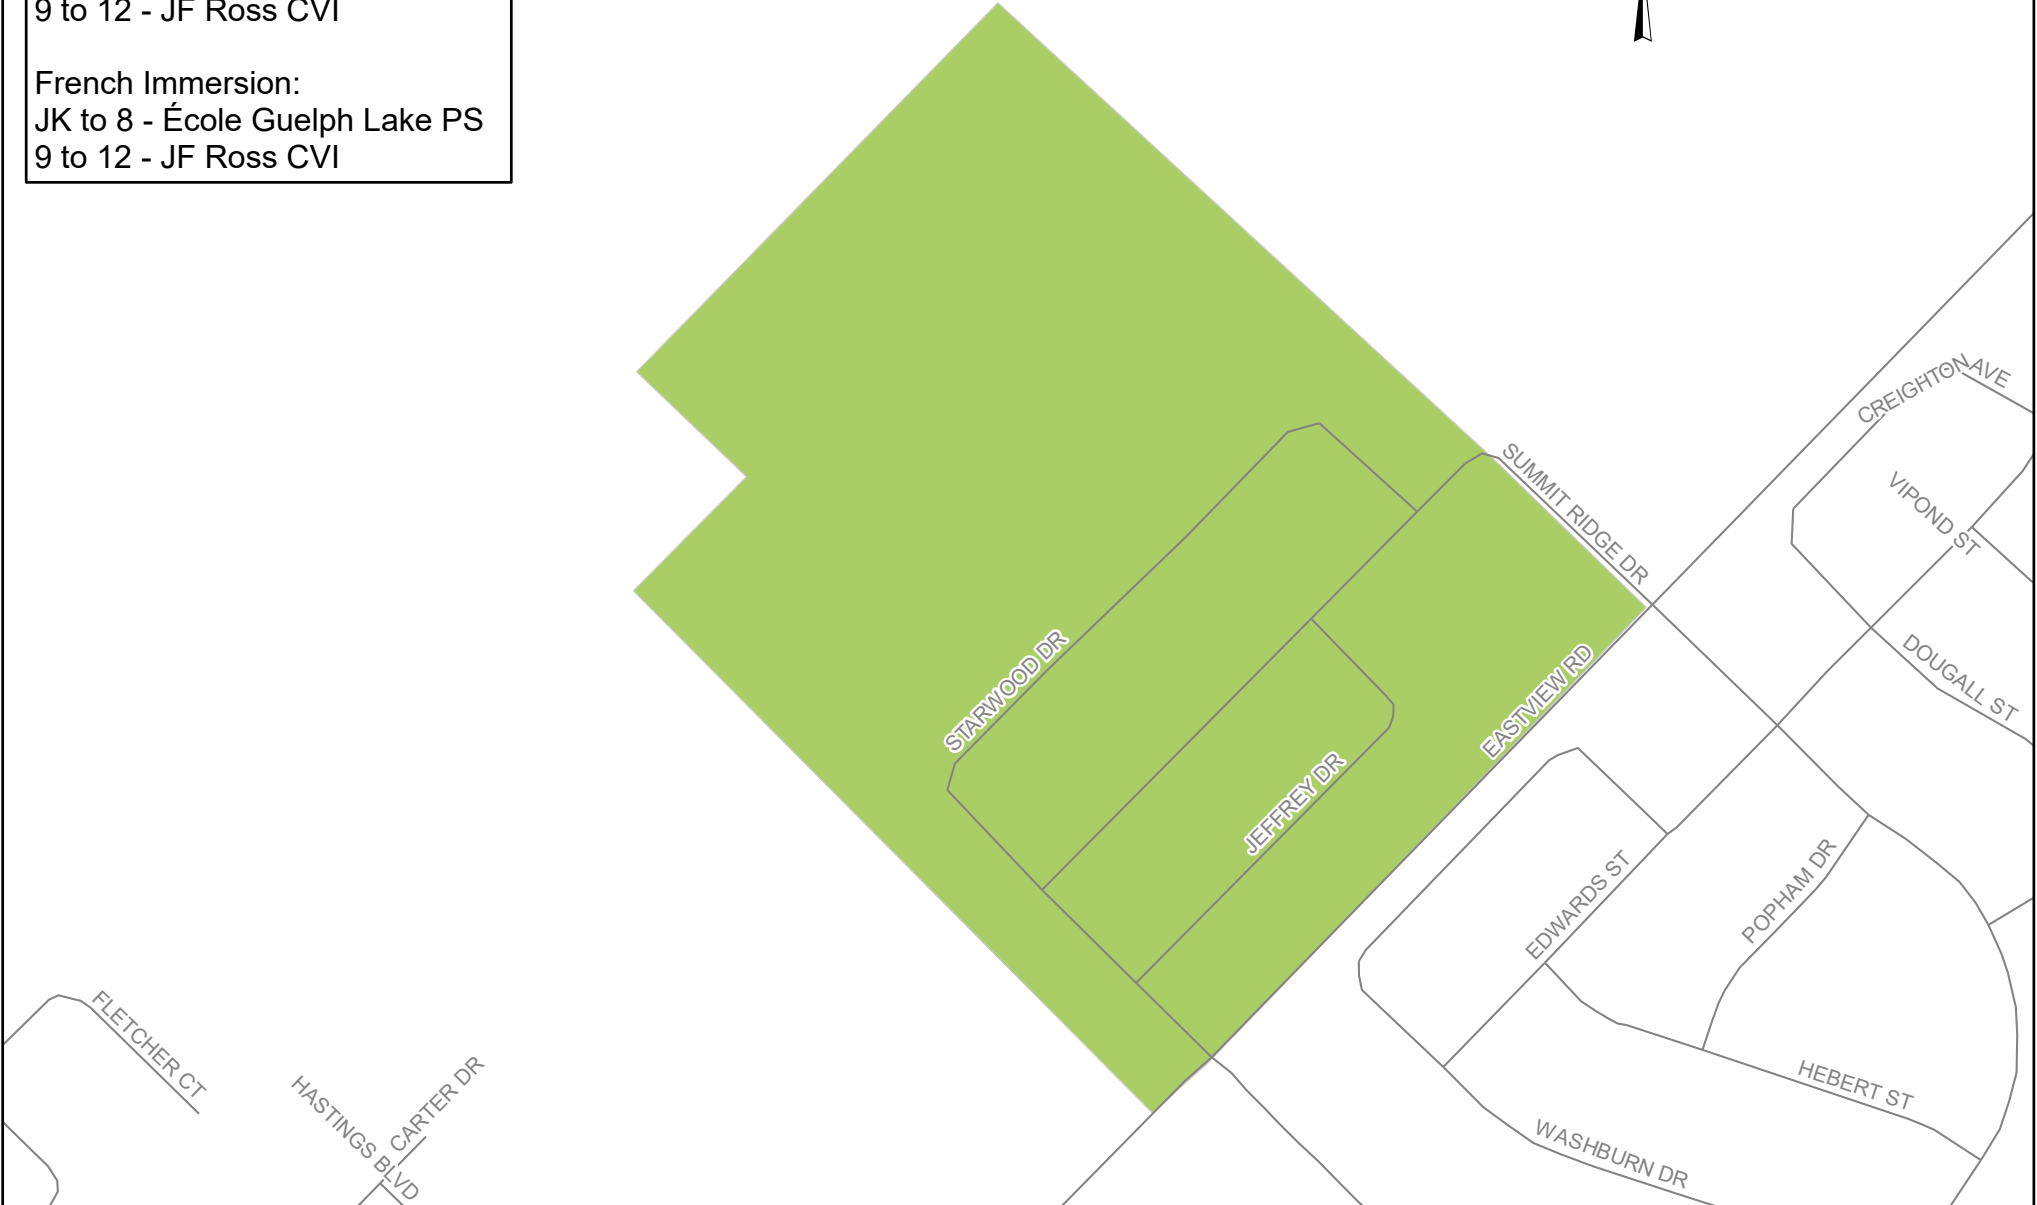 9 to 12 - JF Ross CVI
French Immersion:
JK to 8 - École Guelph Lake PS
9 to 12 - JF Ross CVI
CREIGHTON AVE
SUMMIT RIDGE DR
VIPOND ST
STARWOOD DR
EASTVIEW RD
DOUGALL ST
JEFFREY DR
EDWARDS ST
POPHAM DR
FLETCHER CT
HASTINGS BLVD
CARTER DR
HEBERT ST
WASHBURN DR